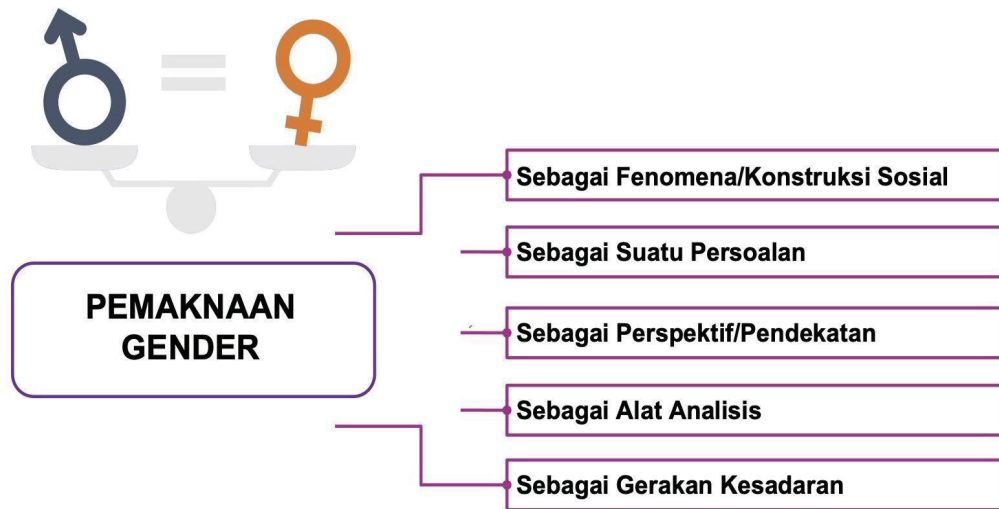 PEMAKNAAN
GENDER
Sebagai Fenomena/Konstruksi Sosial
Sebagai Suatu Persoalan
Sebagai Perspektif/Pendekatan
Sebagai Alat Analisis
Sebagai Gerakan Kesadaran